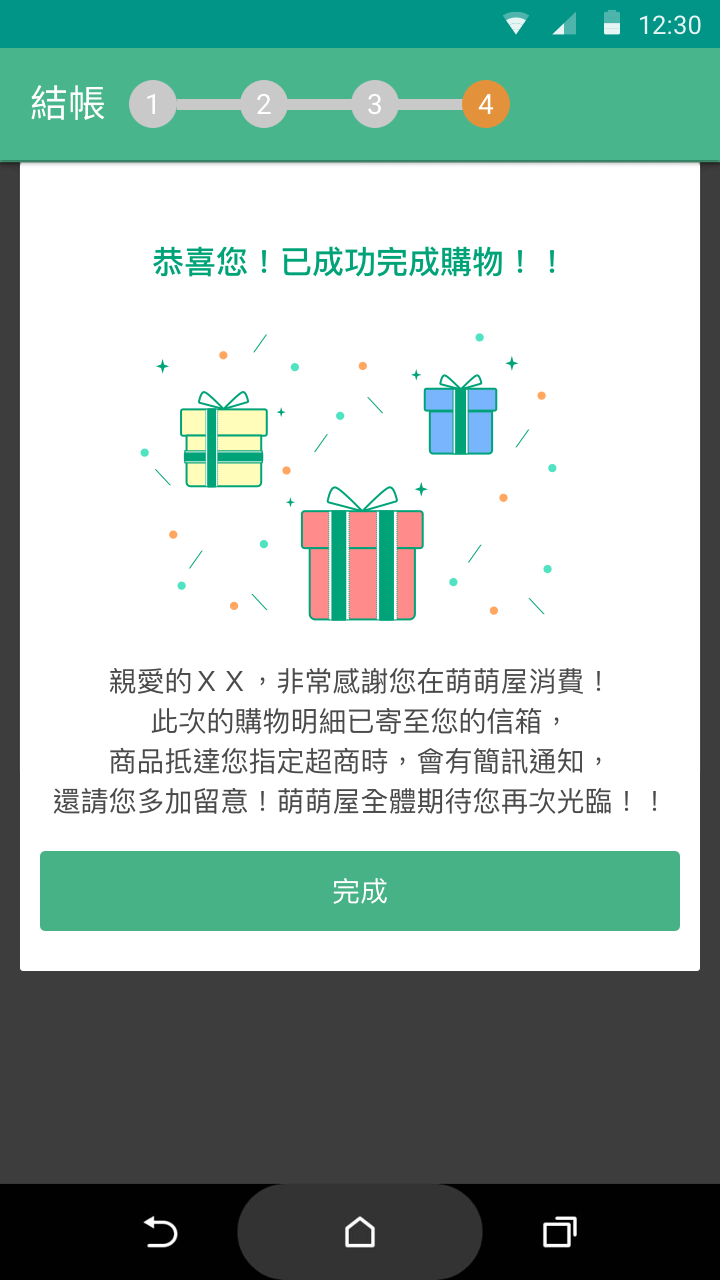 12:30
結帳 1 2 3 4
恭喜您！已成功完成購物！！
親愛的ＸＸ，非常感謝您在萌萌屋消費！
此次的購物明細已寄至您的信箱，
商品抵達您指定超商時，會有簡訊通知，
還請您多加留意！萌萌屋全體期待您再次光臨！！
完成